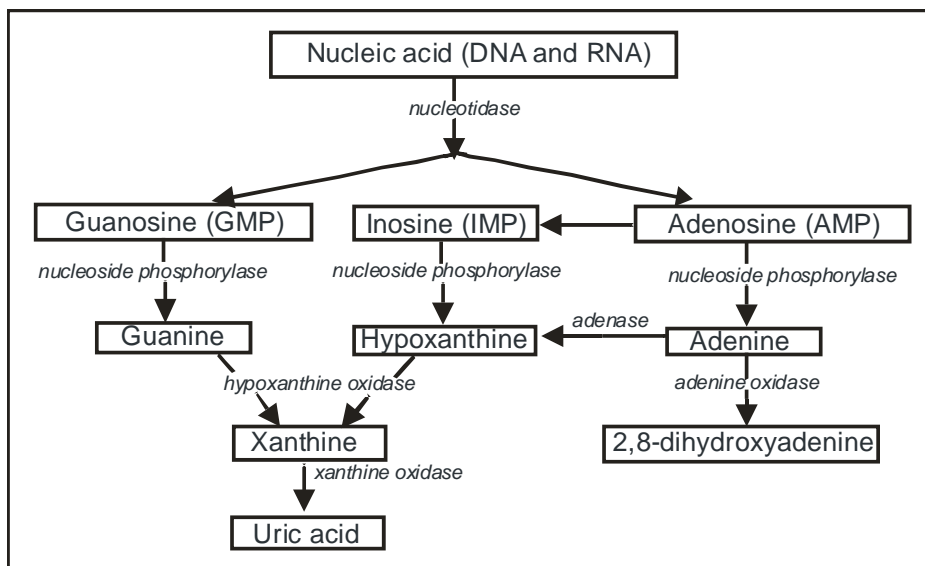 Nucleic acid (DNA and RNA)
nucleotidase
Guanosine (GMP)
Inosine (IMP)
Adenosine (AMP)
nucleoside phosphorylase
nucleoside phosphorylase
nucleoside phosphorylase
Guanine
Hypoxanthine
adenase
Adenine
hypoxanthine oxidase
adenine oxidase
Xanthine
2,8-dihydroxyadenine
xanthine oxidase
Uric acid